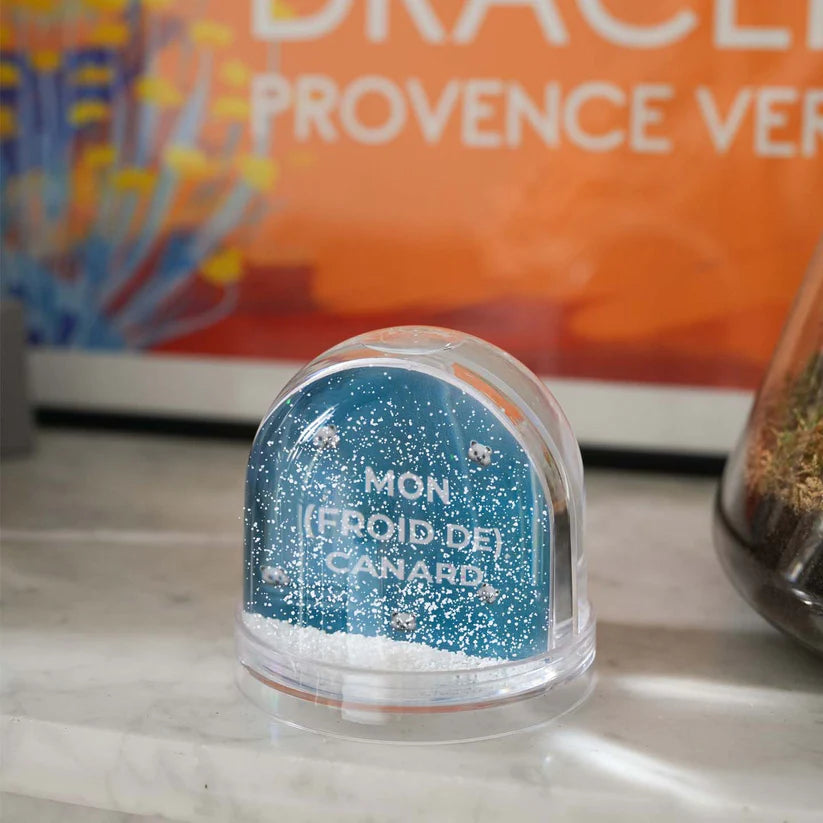 PROVENCE
MON
(FROID DE)
CANARD